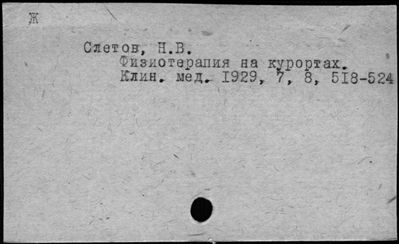 Ж
Слетов, Н.В.
Физиотерапия на курортах.
Клин. мед. 1929, 7, 8, 518-524